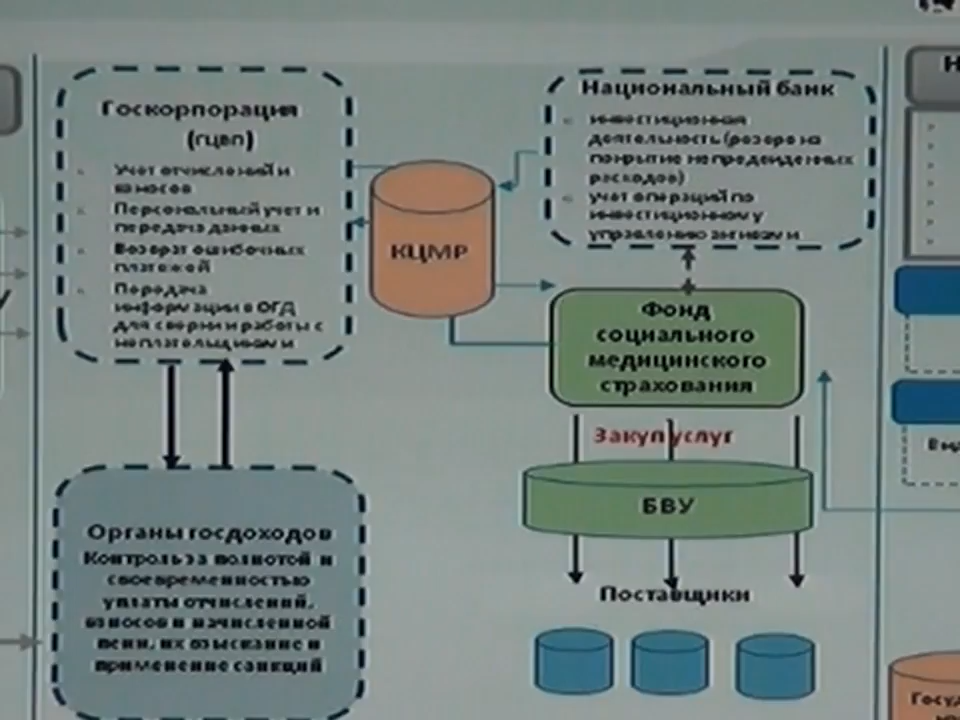 Госкорпорация
(ГЦВП)
Учет отчислений и
взносов
Персональный учет и
передача данных
Возврат ошибочных
платежей
Передача
информации в ОГД
для сверки и работы с
неплательщиками
КЦМР
Национальный банк
инвестиционная
деятельность (резерв на
покрытие непредвиденных
расходов)
учет операций по
инвестиционному
управлению активами
Фонд
социального
медицинского
страхования
Закуп услуг
БВУ
Поставщики
Органы госдоходов
Контроль за полнотой и
своевременностью
уплаты отчислений,
взносов и начисленной
пени, их взыскание и
применение санкций